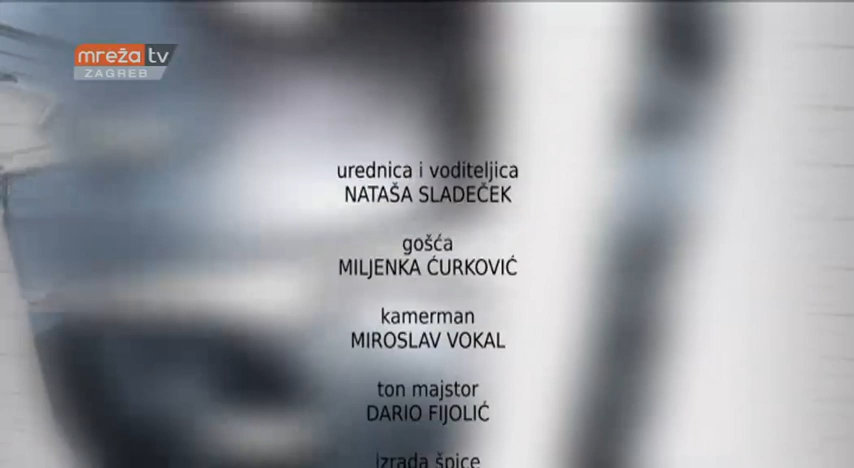 mreža tv
ZAGREB
urednica i voditeljica
NATAŠA SLADEČEK
gošća
MILJENKA ĆURKOVIĆ
kamerman
MIROSLAV VOKAL
ton majstor
DARIO FIJOLIĆ
izrada špice